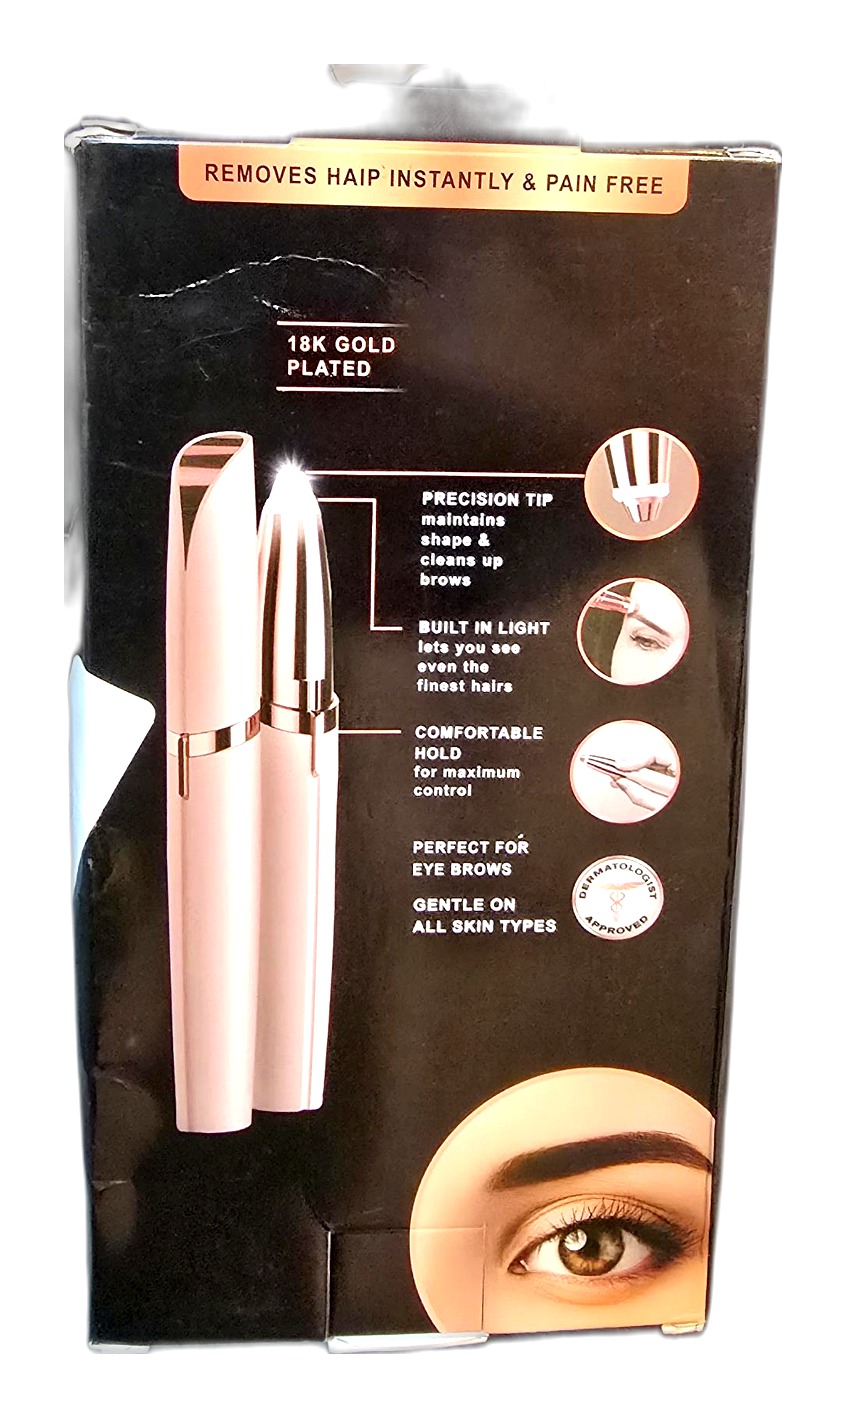 REMOVES HAIP INSTANTLY & PAIN FREE
18K GOLD
PLATED
PRECISION TIP
maintains
shape &
cleans up
brows
BUILT IN LIGHT
lets you see
even the
finest hairs
COMFORTABLE
HOLD
for maximum
control
PERFECT FOR
EYE BROWS
GENTLE ON
ALL SKIN TYPES
DERMATOLOGIST
APPROVED